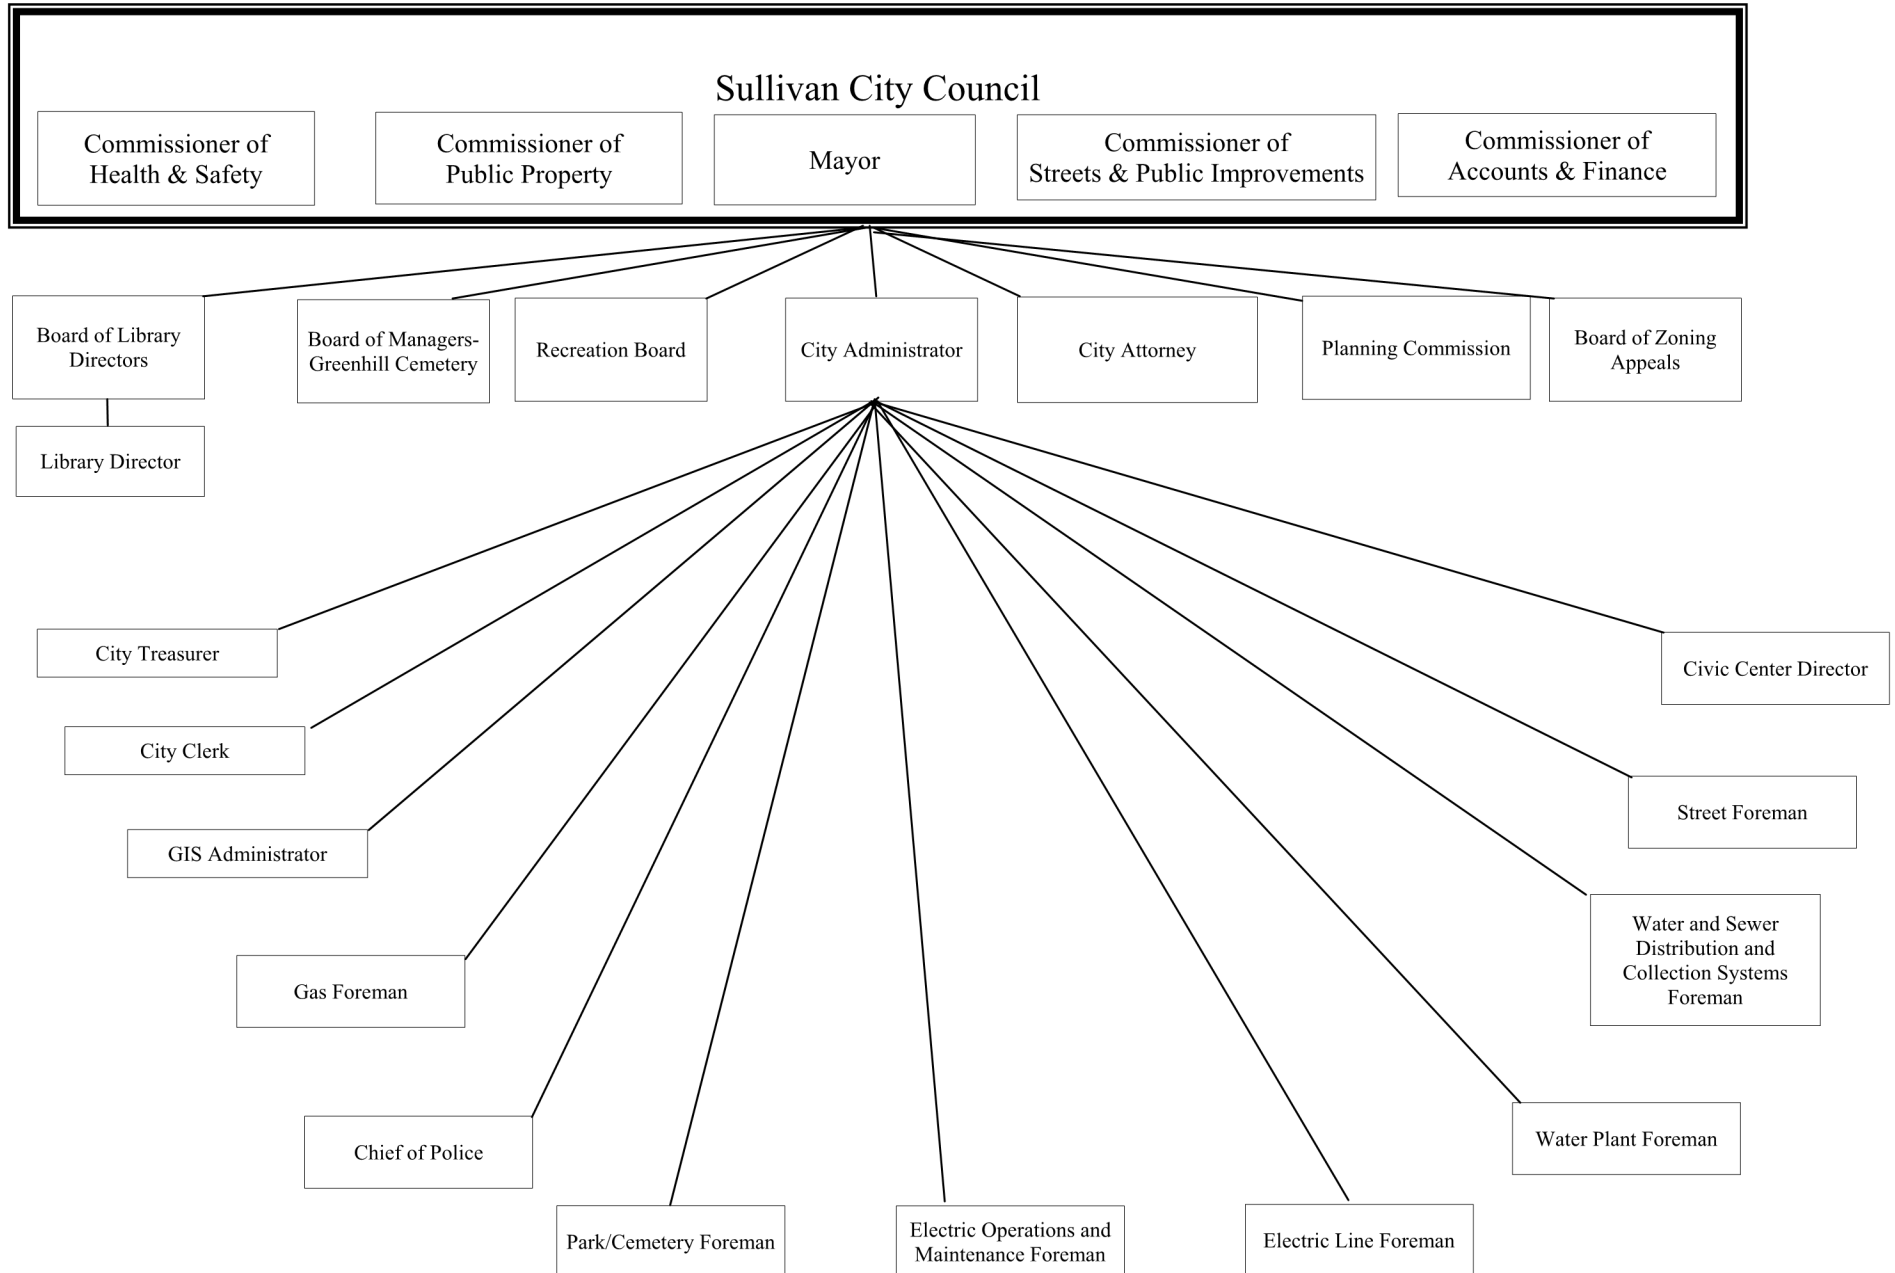 Sullivan City Council
Commissioner of
Health & Safety
Commissioner of
Public Property
Mayor
Commissioner of
Streets & Public Improvements
Commissioner of
Accounts & Finance
Board of Library
Directors
Board of Managers-
Greenhill Cemetery
Recreation Board
City Administrator
City Attorney
Planning Commission
Board of Zoning
Appeals
Library Director
City Treasurer
Civic Center Director
City Clerk
Street Foreman
GIS Administrator
Water and Sewer
Distribution and
Collection Systems
Foreman
Gas Foreman
Chief of Police
Water Plant Foreman
Park/Cemetery Foreman
Electric Operations and
Maintenance Foreman
Electric Line Foreman